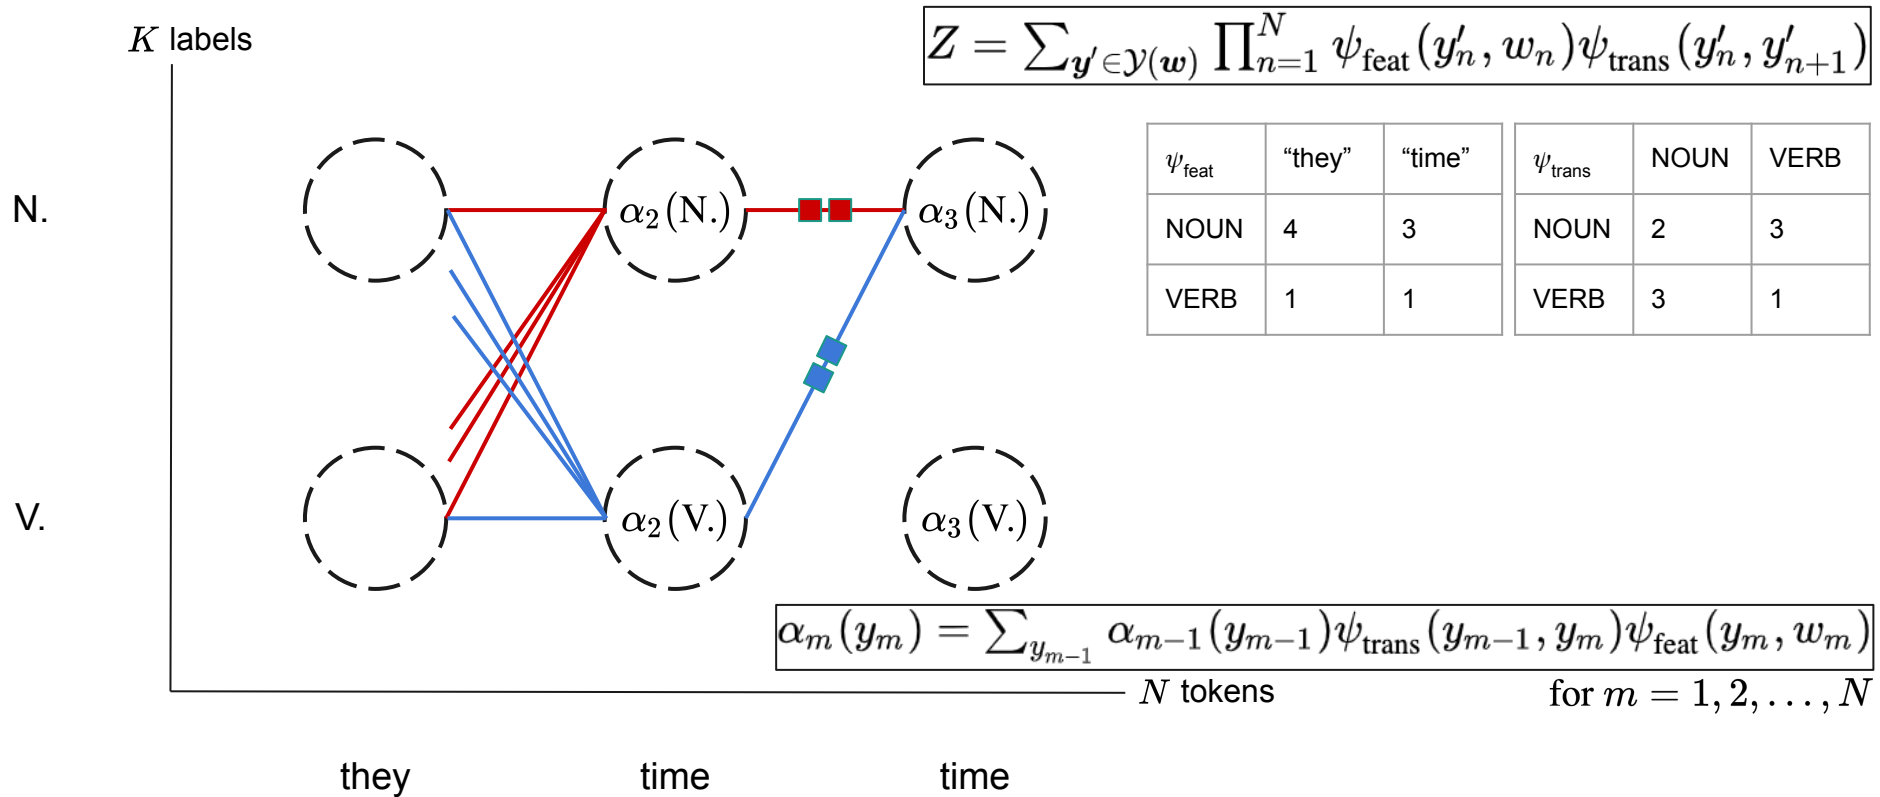 K labels
Z = ∑_{y′∈𝒴(w)} ∏_{n=1}^{N} ψ_feat(y′_n, w_n)ψ_trans(y′_n, y′_{n+1})
ψ_feat “they” “time”
NOUN 4 3
VERB 1 1
ψ_trans NOUN VERB
NOUN 2 3
VERB 3 1
N. α₂(N.) α₃(N.)
V. α₂(V.) α₃(V.)
α_m(y_m) = ∑_{y_{m−1}} α_{m−1}(y_{m−1})ψ_trans(y_{m−1}, y_m)ψ_feat(y_m, w_m)
N tokens
for m = 1, 2, . . . , N
they time time